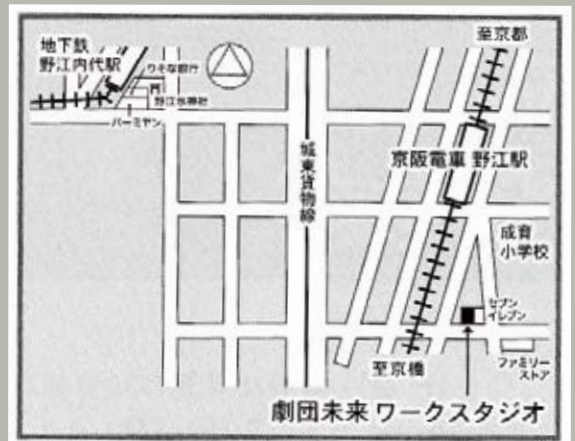 地下鉄
野江内代駅
りそな銀行
野江水神社
バーミヤン
至京都
城東貨物線
京阪電車 野江駅
成育
小学校
セブン
イレブン
至京橋
ファミリー
ストア
劇団未来 ワークスタジオ